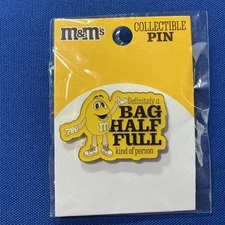 m&m's
COLLECTIBLE
PIN
Definitely a
BAG
HALF
FULL
kind of person
m